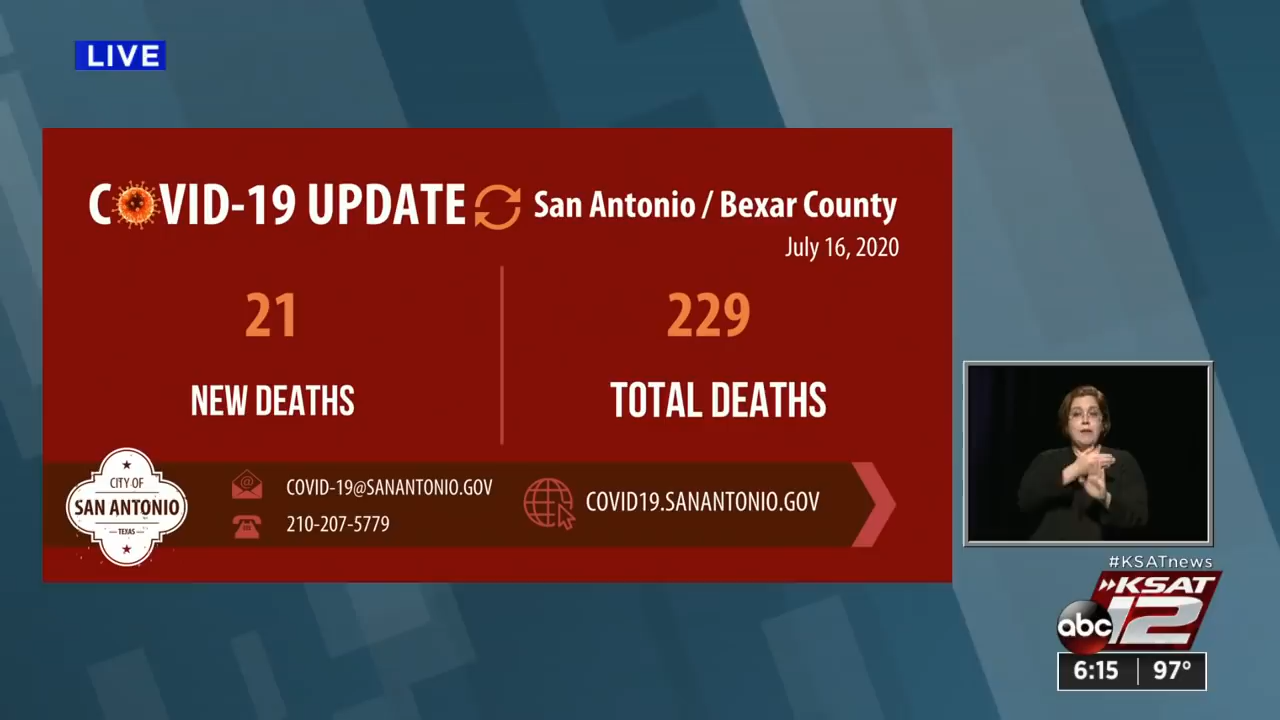 LIVE
COVID-19 UPDATE
San Antonio / Bexar County
July 16, 2020
21
NEW DEATHS
229
TOTAL DEATHS
CITY OF
SAN ANTONIO
TEXAS
COVID-19@SANANTONIO.GOV
210-207-5779
COVID19.SANANTONIO.GOV
#KSATnews
KSAT
abc 12
6:15 97°